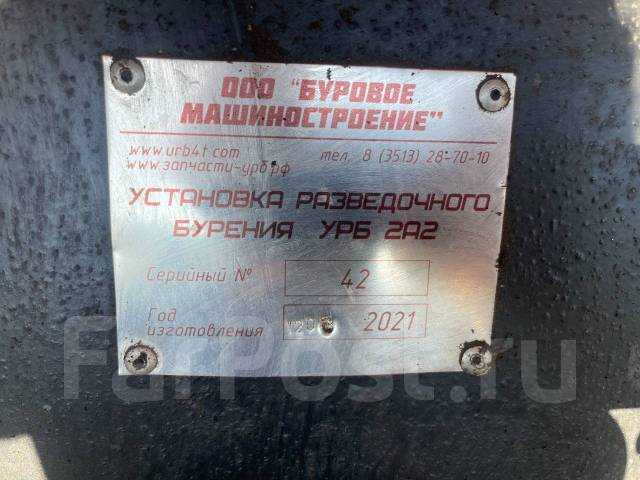 ООО "БУРОВОЕ
МАШИНОСТРОЕНИЕ"
www.urb4t.com тел. 8 (3513) 28-70-10
www.запчасти-урб.рф
УСТАНОВКА РАЗВЕДОЧНОГО
БУРЕНИЯ УРБ 2А2
Серийный № 42
Год
изготовления 2021
FarPost.ru